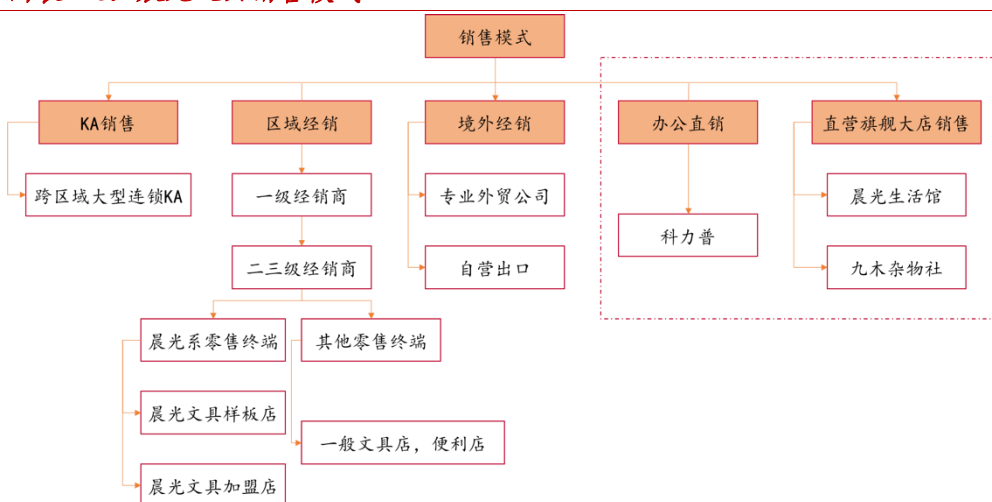 销售模式
KA销售
区域经销
境外经销
办公直销
直营旗舰大店销售
跨区域大型连锁KA
一级经销商
专业外贸公司
晨光生活馆
科力普
二三级经销商
自营出口
九木杂物社
晨光系零售终端
其他零售终端
晨光文具样板店
一般文具店，便利店
晨光文具加盟店